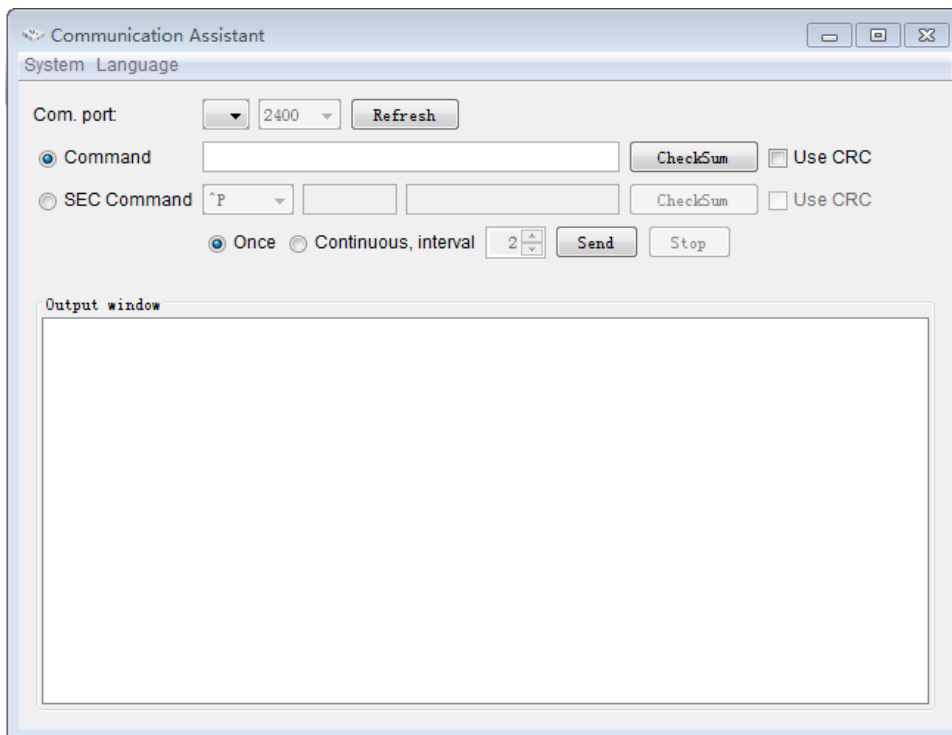 Communication Assistant
System Language
Com. port: 2400 Refresh
Command CheckSum Use CRC
SEC Command ^P CheckSum Use CRC
Once Continuous, interval 2 Send Stop
Output window